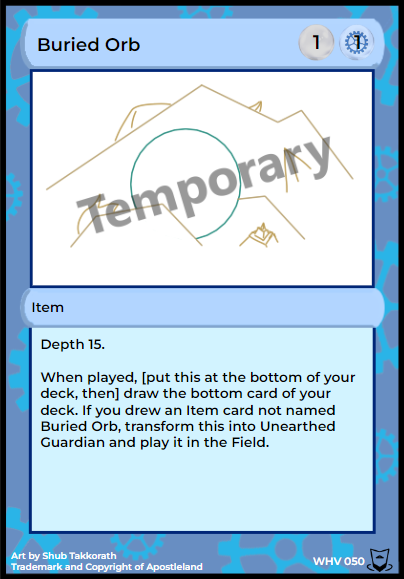 Buried Orb
1
1
Temporary
Item
Depth 15.
When played, [put this at the bottom of your
deck, then] draw the bottom card of your
deck. If you drew an Item card not named
Buried Orb, transform this into Unearthed
Guardian and play it in the Field.
Art by Shub Takkorath
Trademark and Copyright of Apostleland
WHV 050